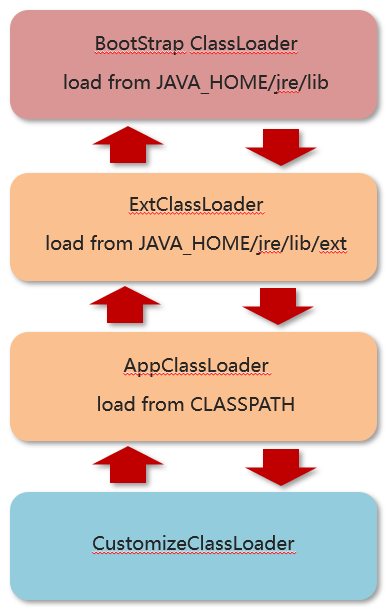 BootStrap ClassLoader
load from JAVA_HOME/jre/lib
ExtClassLoader
load from JAVA_HOME/jre/lib/ext
AppClassLoader
load from CLASSPATH
CustomizeClassLoader